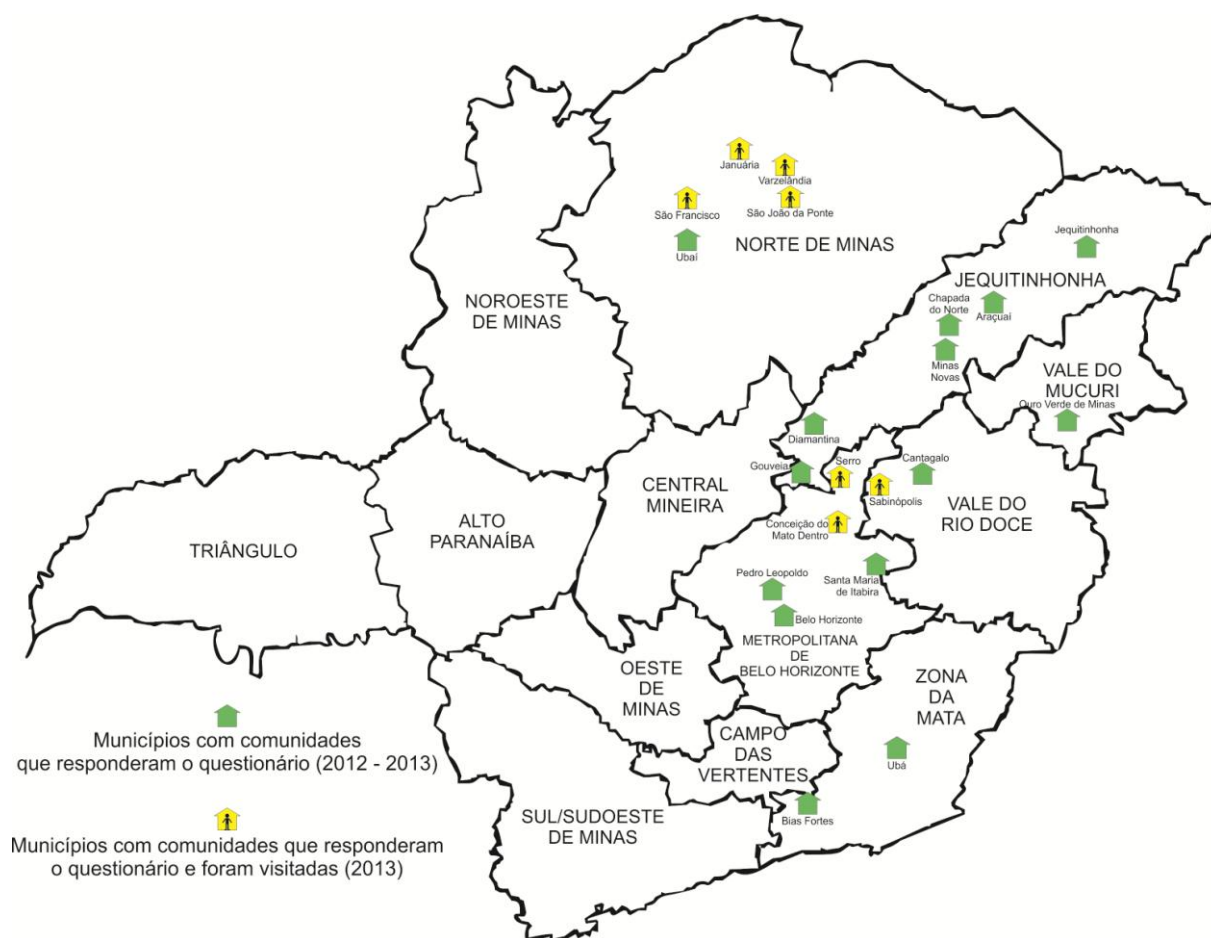 Januária
Varzelândia
São Francisco
São João da Ponte
Ubaí
NORTE DE MINAS
Jequitinhonha
JEQUITINHONHA
NOROESTE
DE MINAS
Chapada
do Norte
Araçuaí
Minas
Novas
VALE DO
MUCURI
Ouro Verde de Minas
Diamantina
Gouveia
Serro
Cantagalo
Sabinópolis
CENTRAL
MINEIRA
VALE DO
RIO DOCE
ALTO
PARANAÍBA
TRIÂNGULO
Conceição do
Mato Dentro
Pedro Leopoldo
Santa Maria
de Itabira
Belo Horizonte
METROPOLITANA
DE
BELO HORIZONTE
OESTE
DE
MINAS
ZONA
DA
MATA
CAMPO
DAS
VERTENTES
Ubá
Bias Fortes
SUL/SUDOESTE
DE MINAS
Municípios com comunidades
que responderam o questionário (2012 - 2013)
Municípios com comunidades que responderam
o questionário e foram visitadas (2013)